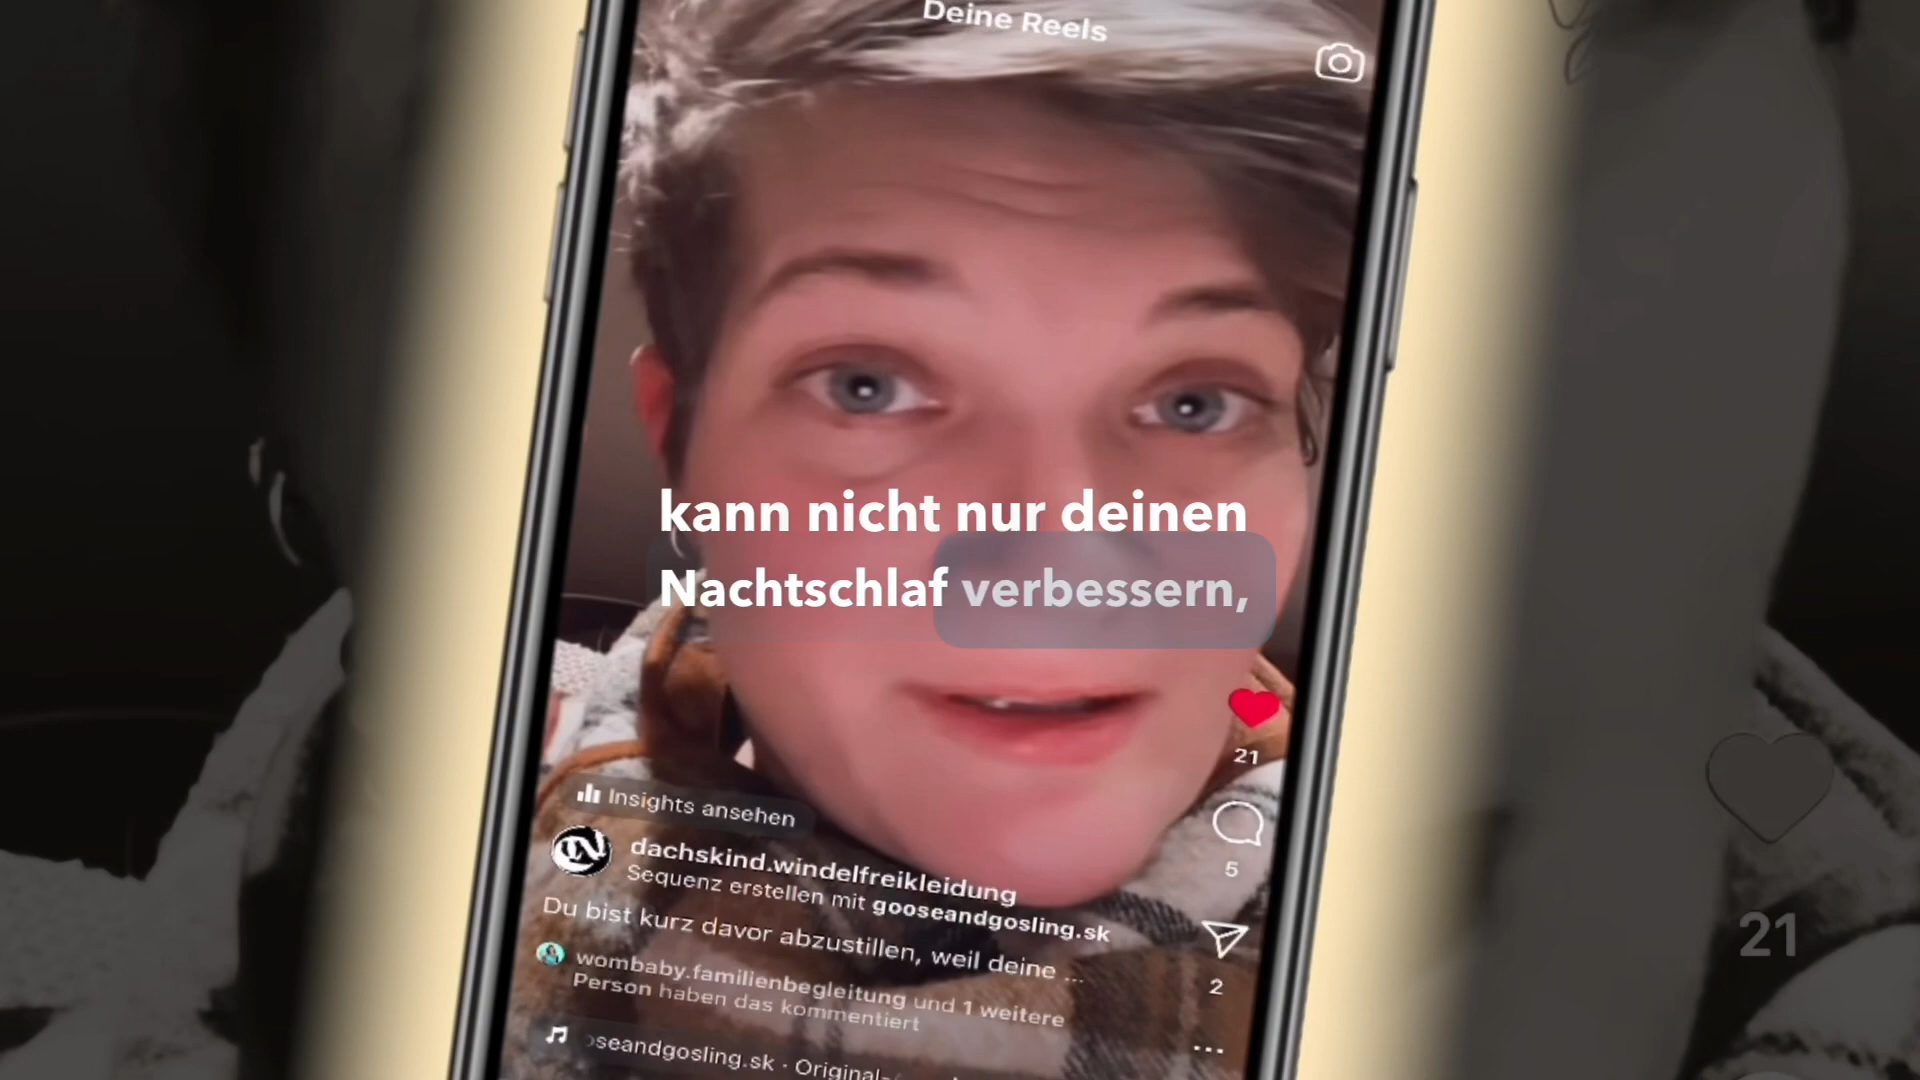 Deine Reels
kann nicht nur deinen
Nachtschlaf verbessern,
21
Insights ansehen
dachskind.windelfreikleidung
Sequenz erstellen mit gooseandgosling.sk
5
Du bist kurz davor abzustillen, weil deine ...
wombaby.familienbegleitung und 1 weitere
Person haben das kommentiert
2
oseandgosling.sk · Original-
21